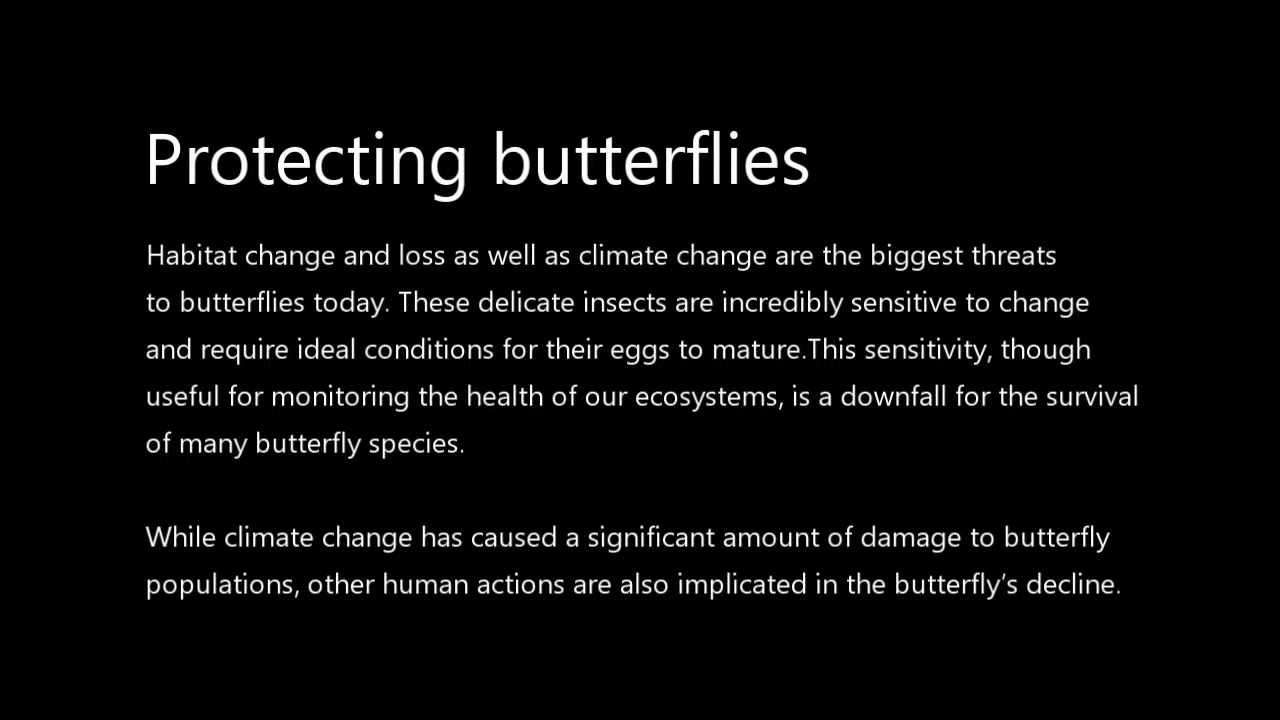 Protecting butterflies
Habitat change and loss as well as climate change are the biggest threats
to butterflies today. These delicate insects are incredibly sensitive to change
and require ideal conditions for their eggs to mature.This sensitivity, though
useful for monitoring the health of our ecosystems, is a downfall for the survival
of many butterfly species.
While climate change has caused a significant amount of damage to butterfly
populations, other human actions are also implicated in the butterfly’s decline.